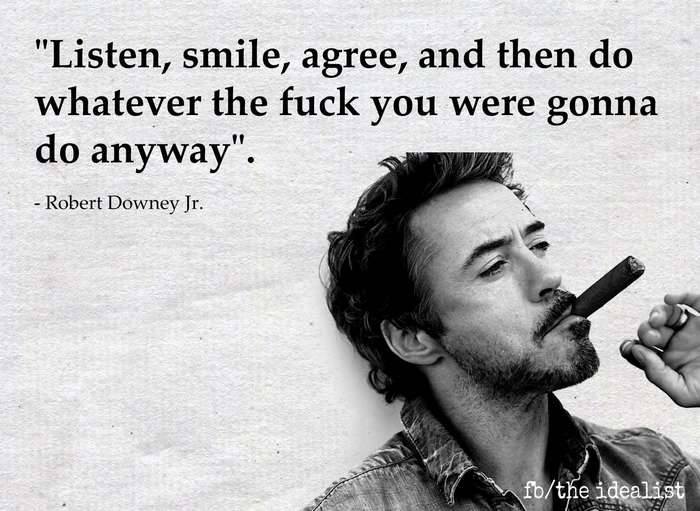 "Listen, smile, agree, and then do
whatever the fuck you were gonna
do anyway".
- Robert Downey Jr.
fb/the idealist